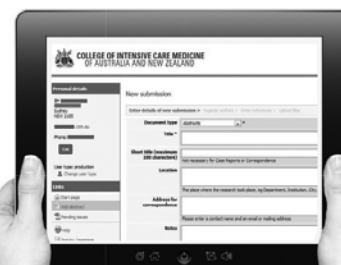 COLLEGE OF INTENSIVE CARE MEDICINE
OF AUSTRALIA AND NEW ZEALAND
Personal details
Sydney
NSW
.com.au
Phone:
Edit
User type: production
Change user type
Links
Start page
Add abstract
Pending issues
Help
New submission
Enter details of new submission >
Document type
Title *
Short title (maximum
100 characters)
Not necessary for Case Reports or Correspondence
Location
The place where the research took place, eg Department, Institution, City,
Address for
correspondence
Please enter a contact name and an email or mailing address.
Notes